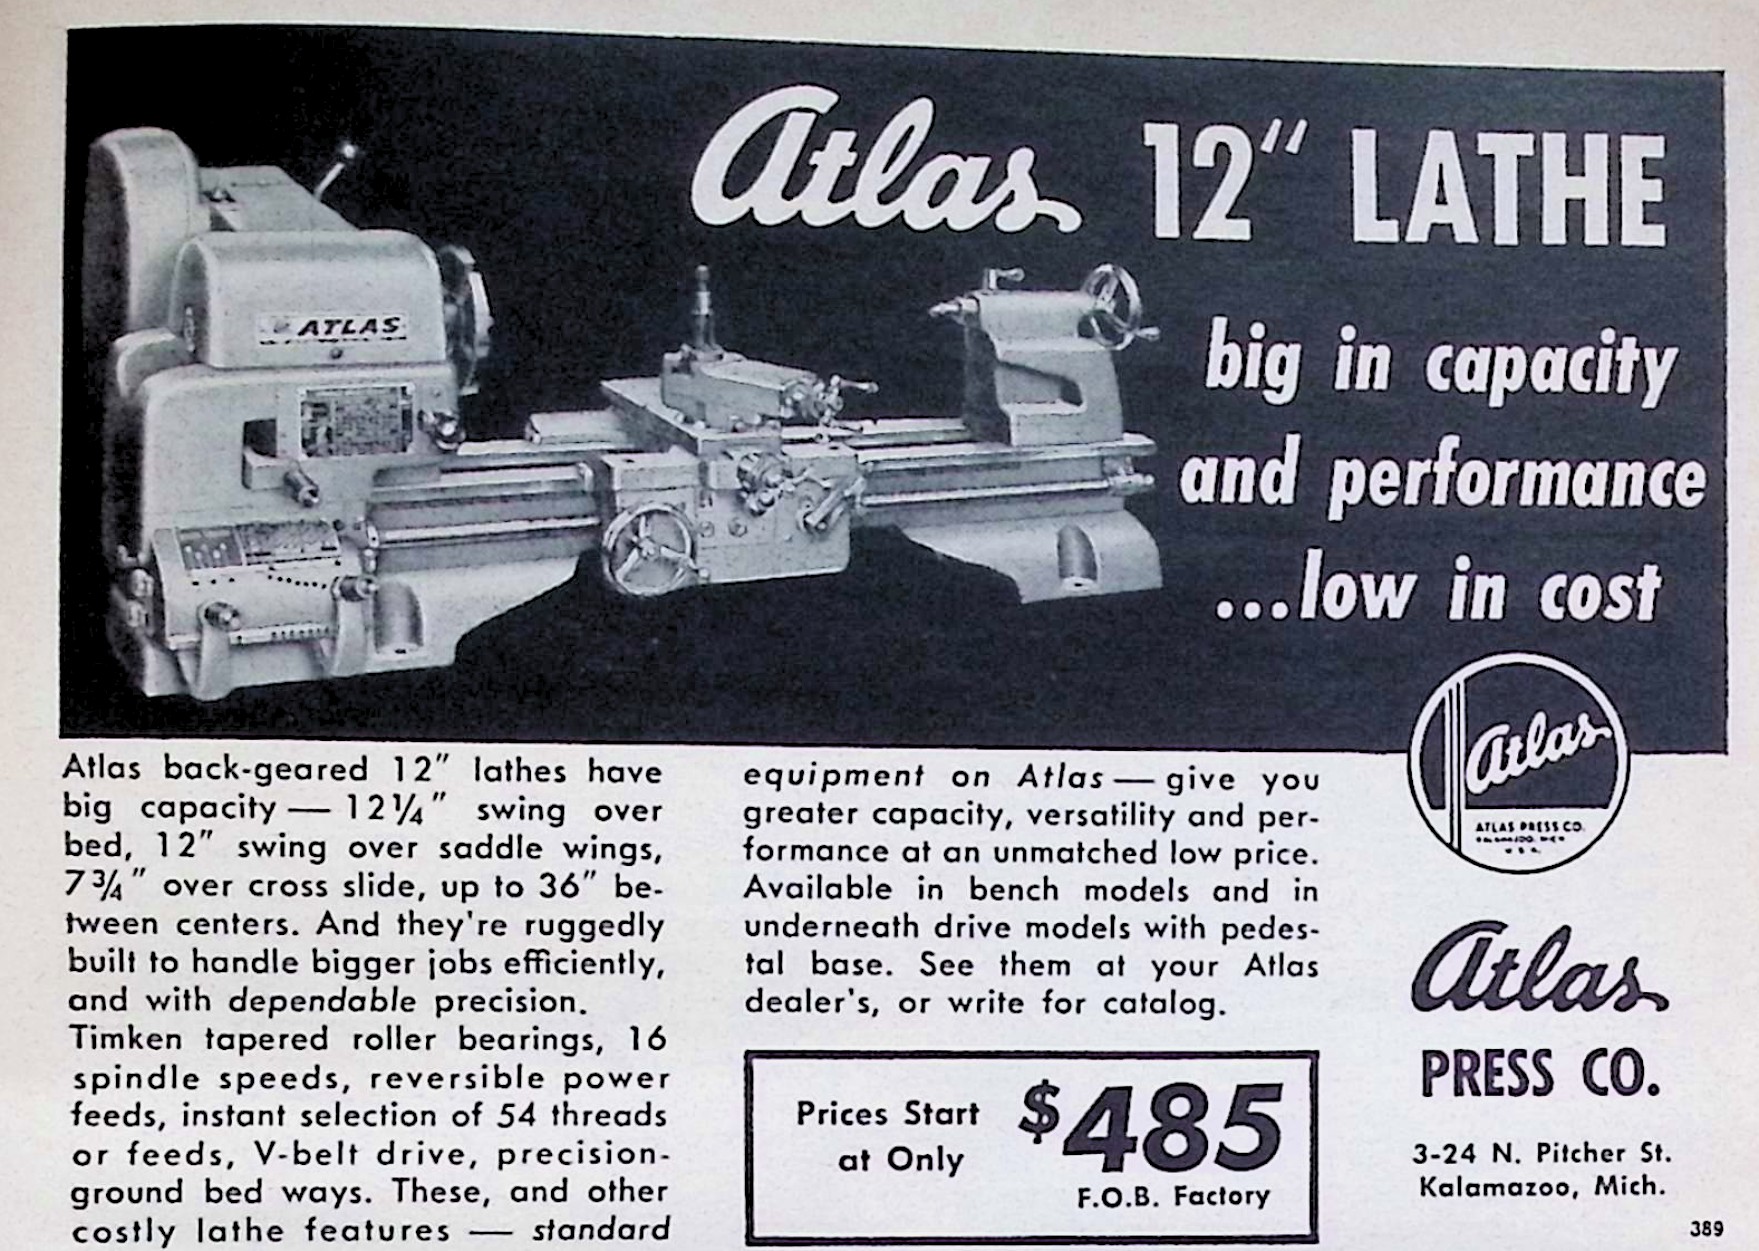 Atlas 12" LATHE
big in capacity
and performance
...low in cost
ATLAS
Atlas
ATLAS PRESS CO.
KALAMAZOO, MICH
U.S.A.
Atlas back-geared 12" lathes have
big capacity — 12¼" swing over
bed, 12" swing over saddle wings,
7¾" over cross slide, up to 36" be-
tween centers. And they're ruggedly
built to handle bigger jobs efficiently,
and with dependable precision.
Timken tapered roller bearings, 16
spindle speeds, reversible power
feeds, instant selection of 54 threads
or feeds, V-belt drive, precision-
ground bed ways. These, and other
costly lathe features — standard
equipment on Atlas — give you
greater capacity, versatility and per-
formance at an unmatched low price.
Available in bench models and in
underneath drive models with pedes-
tal base. See them at your Atlas
dealer's, or write for catalog.
Prices Start
at Only
$485
F.O.B. Factory
Atlas
PRESS CO.
3-24 N. Pitcher St.
Kalamazoo, Mich.
389